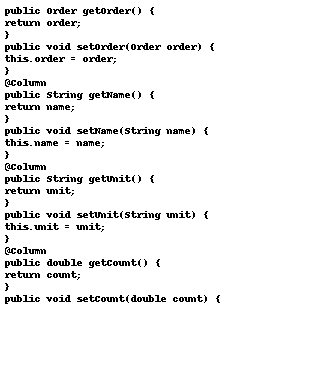 public Order getOrder() {
return order;
}
public void setOrder(Order order) {
this.order = order;
}
@Column
public String getName() {
return name;
}
public void setName(String name) {
this.name = name;
}
@Column
public String getUnit() {
return unit;
}
public void setUnit(String unit) {
this.unit = unit;
}
@Column
public double getCount() {
return count;
}
public void setCount(double count) {